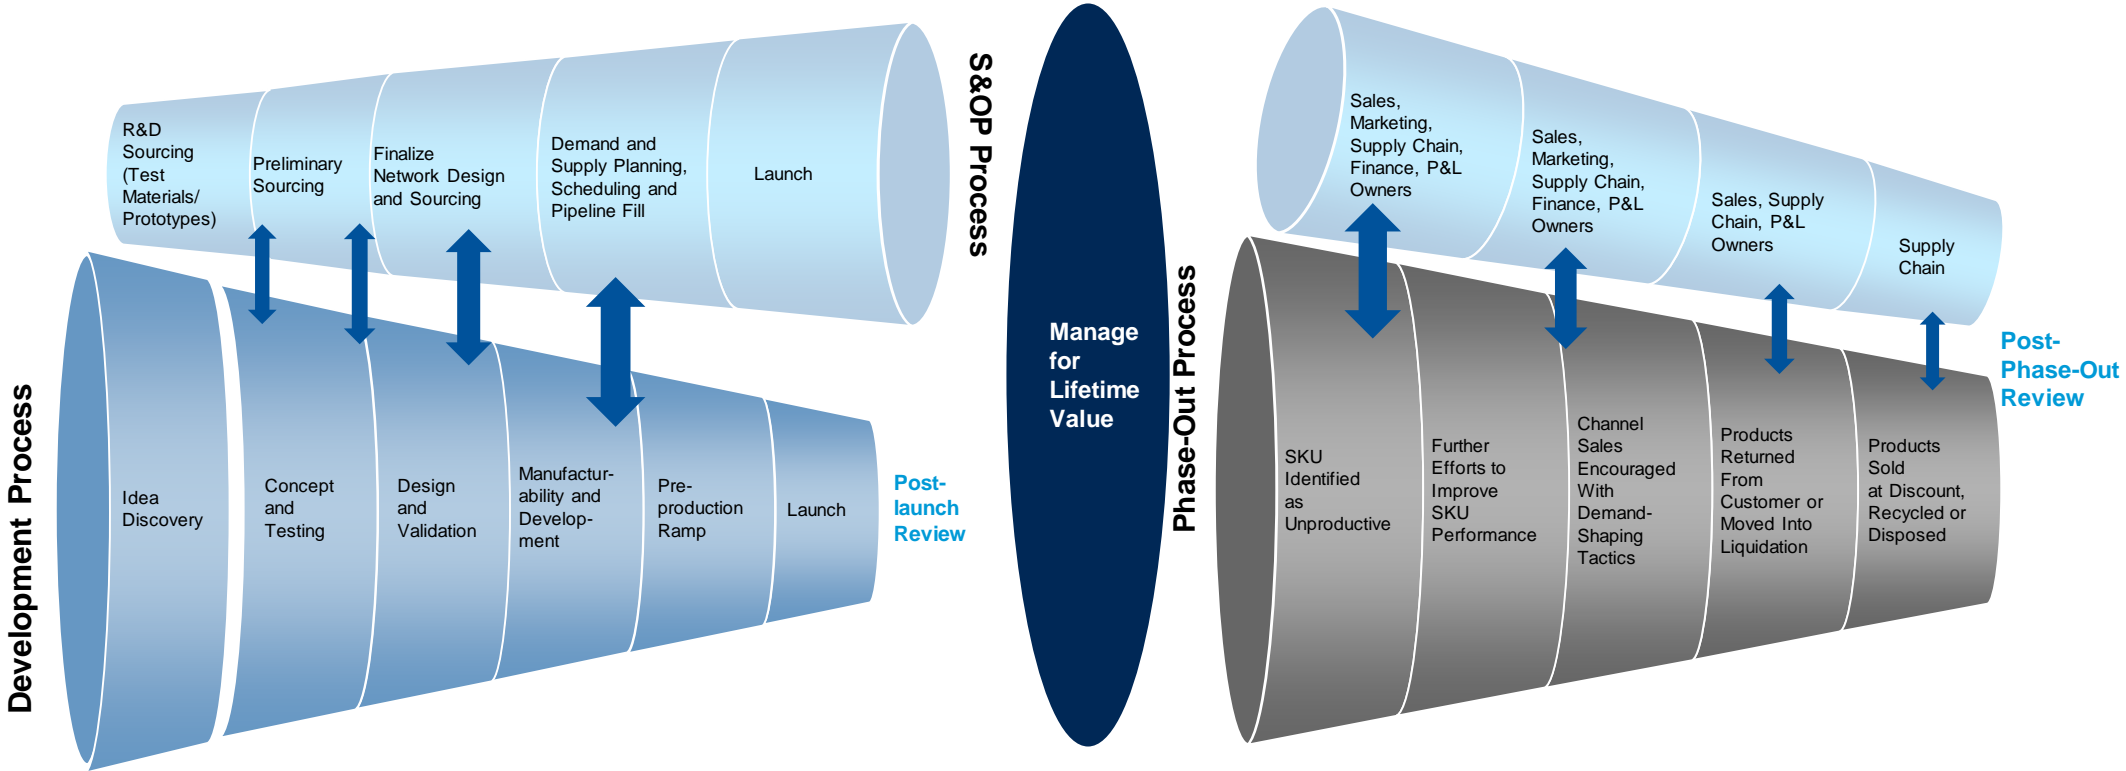 Development Process
R&D
Sourcing
(Test
Materials/
Prototypes)
Preliminary
Sourcing
Finalize
Network Design
and Sourcing
Demand and
Supply Planning,
Scheduling and
Pipeline Fill
Launch
S&OP Process
Idea
Discovery
Concept
and
Testing
Design
and
Validation
Manufactur-
ability and
Develop-
ment
Pre-
production
Ramp
Launch
Post-
launch
Review
Manage
for
Lifetime
Value
Phase-Out Process
Sales,
Marketing,
Supply Chain,
Finance, P&L
Owners
Sales,
Marketing,
Supply Chain,
Finance, P&L
Owners
Sales, Supply
Chain, P&L
Owners
Supply
Chain
SKU
Identified
as
Unproductive
Further
Efforts to
Improve
SKU
Performance
Channel
Sales
Encouraged
With
Demand-
Shaping
Tactics
Products
Returned
From
Customer or
Moved Into
Liquidation
Products
Sold
at Discount,
Recycled or
Disposed
Post-
Phase-Out
Review